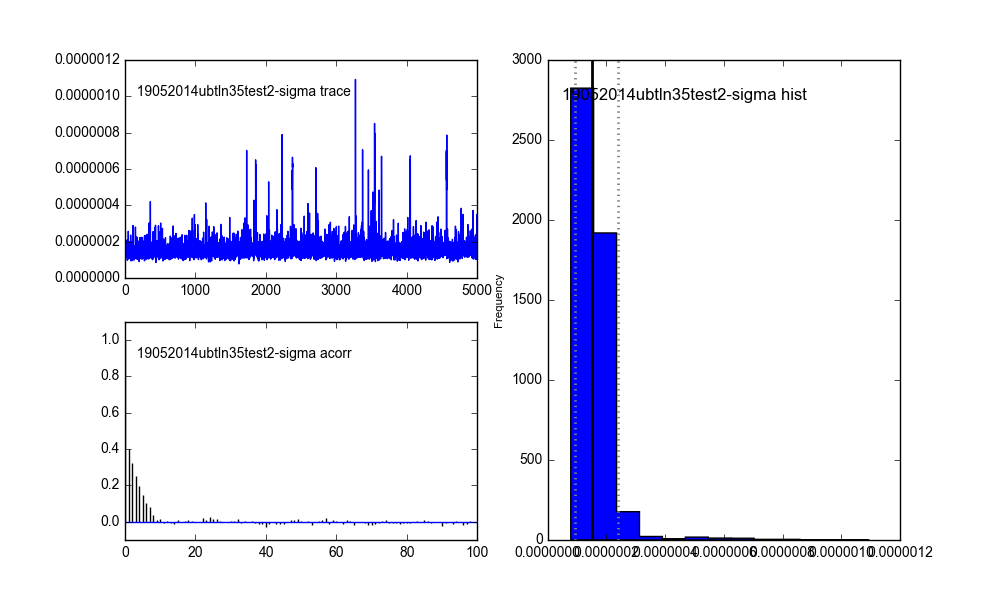 0.0000012
0.0000010
0.0000008
0.0000006
0.0000004
0.0000002
0.0000000
19052014ubtln35test2-sigma trace
0 1000 2000 3000 4000 5000
1.0
0.8
0.6
0.4
0.2
0.0
19052014ubtln35test2-sigma acorr
0 20 40 60 80 100
Frequency
3000
2500
2000
1500
1000
500
0
19052014ubtln35test2-sigma hist
0.0000000 0.0000002 0.0000004 0.0000006 0.0000008 0.0000010 0.0000012